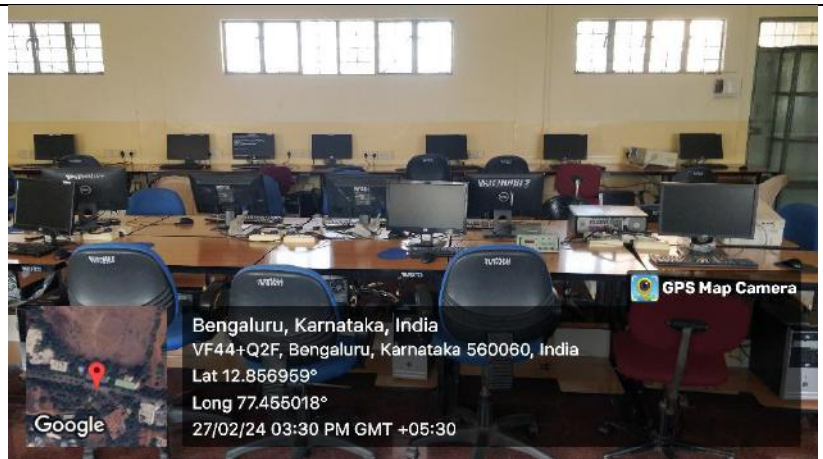 GPS Map Camera
Bengaluru, Karnataka, India
VF44+Q2F, Bengaluru, Karnataka 560060, India
Lat 12.856959°
Long 77.455018°
27/02/24 03:30 PM GMT +05:30
Google